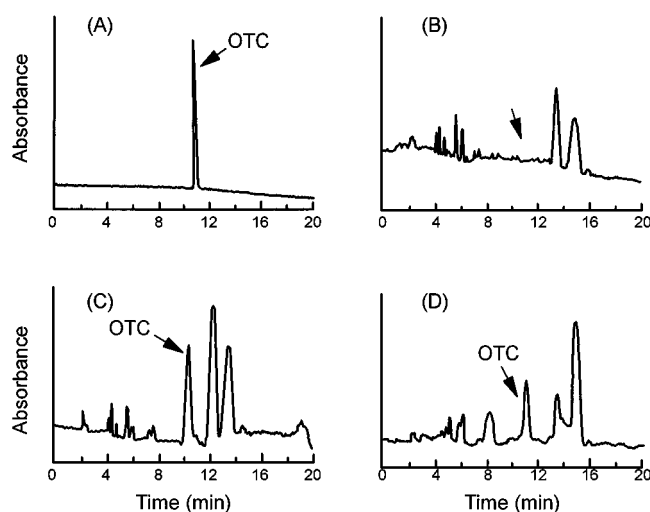 (A)
OTC
Absorbance
0 4 8 12 16 20
(B)
0 4 8 12 16 20
(C)
OTC
Absorbance
0 4 8 12 16 20
Time (min)
(D)
OTC
0 4 8 12 16 20
Time (min)